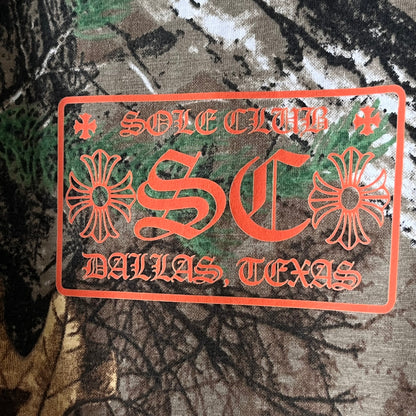 SOLE CLUB
SC
DALLAS, TEXAS